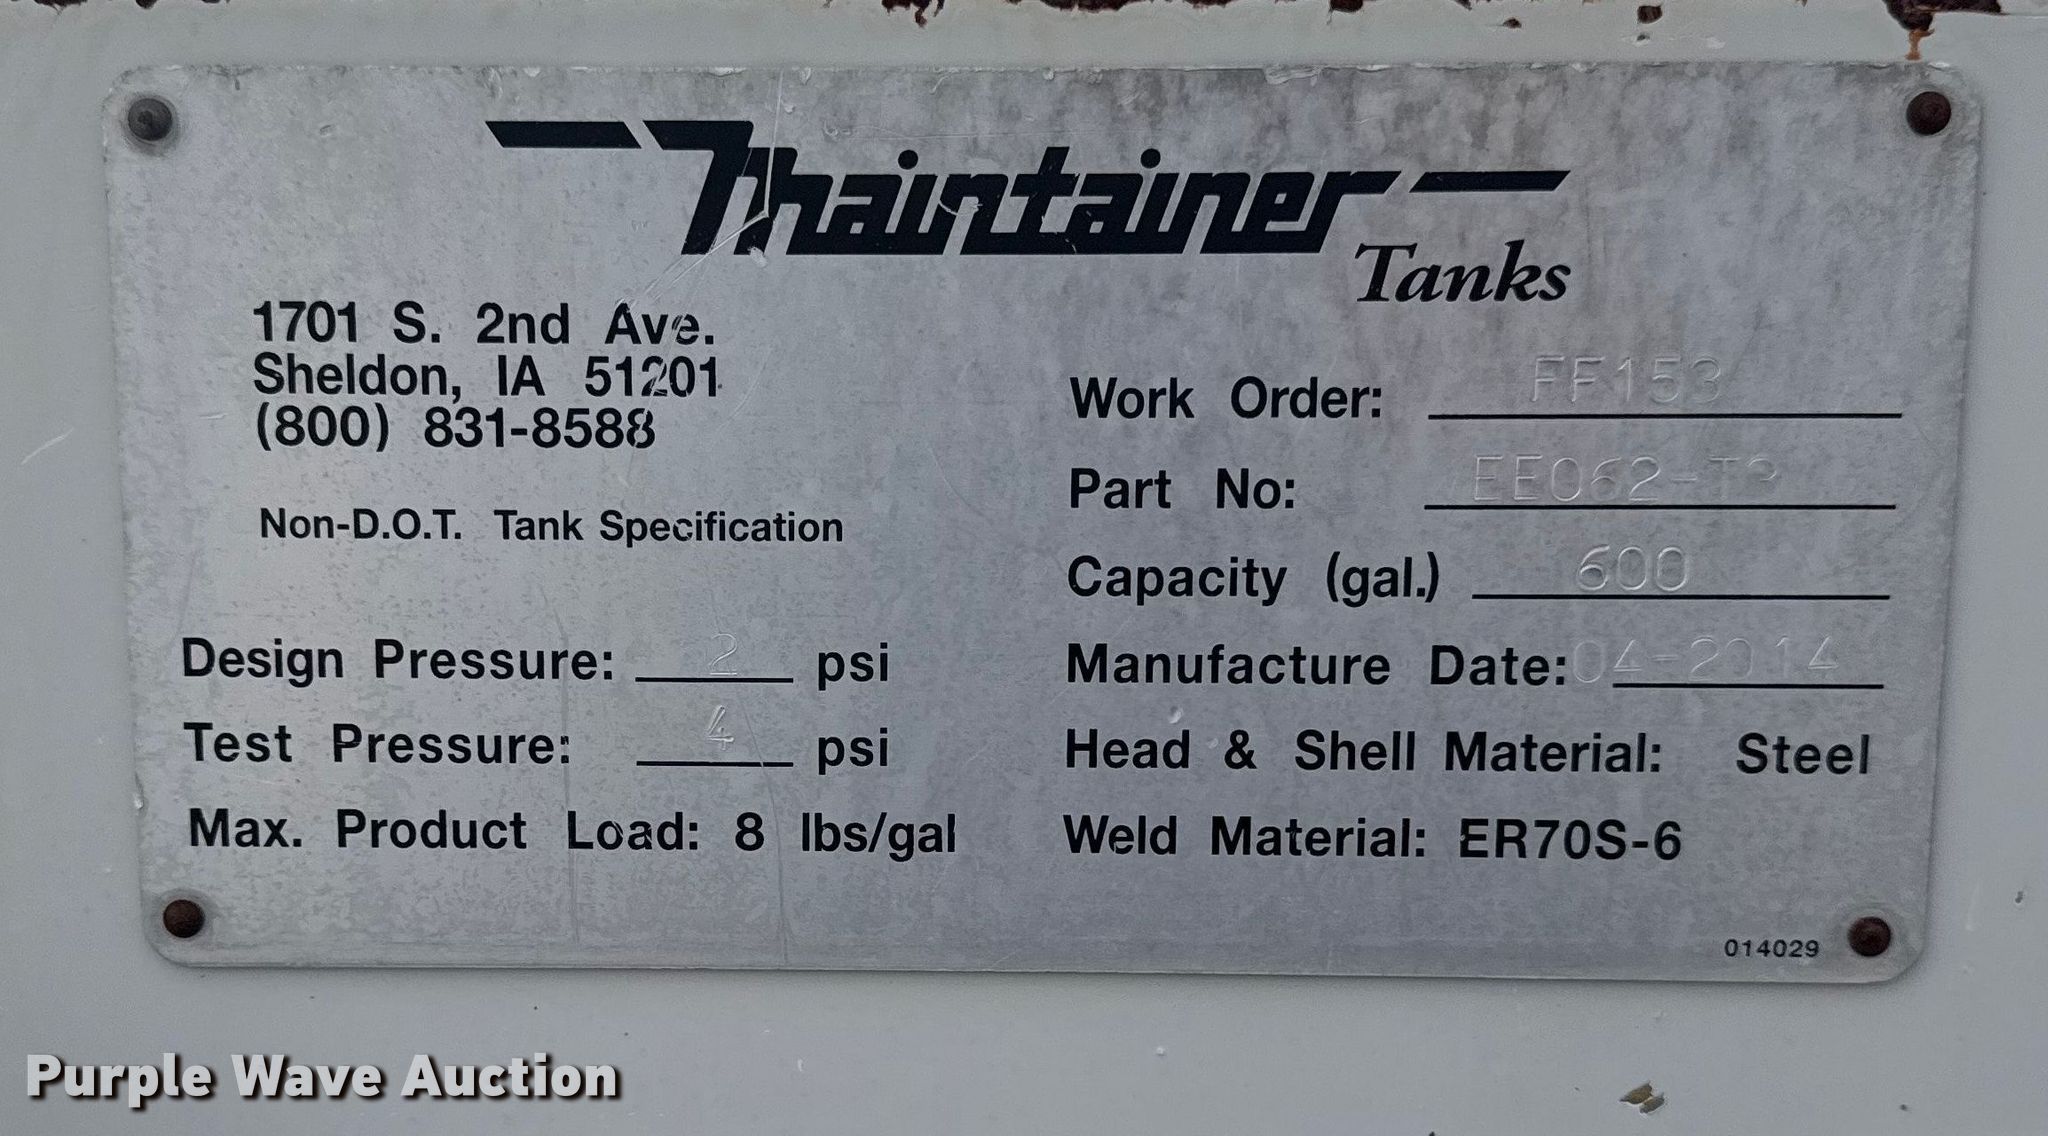 Maintainer
Tanks
1701 S. 2nd Ave.
Sheldon, IA 51201
(800) 831-8588
Non-D.O.T. Tank Specification
Design Pressure: 2 psi
Test Pressure: 4 psi
Max. Product Load: 8 lbs/gal
Work Order: FF153
Part No:
Capacity (gal.) 600
Manufacture Date: 04-2014
Head & Shell Material: Steel
Weld Material: ER70S-6
014029
Purple Wave Auction